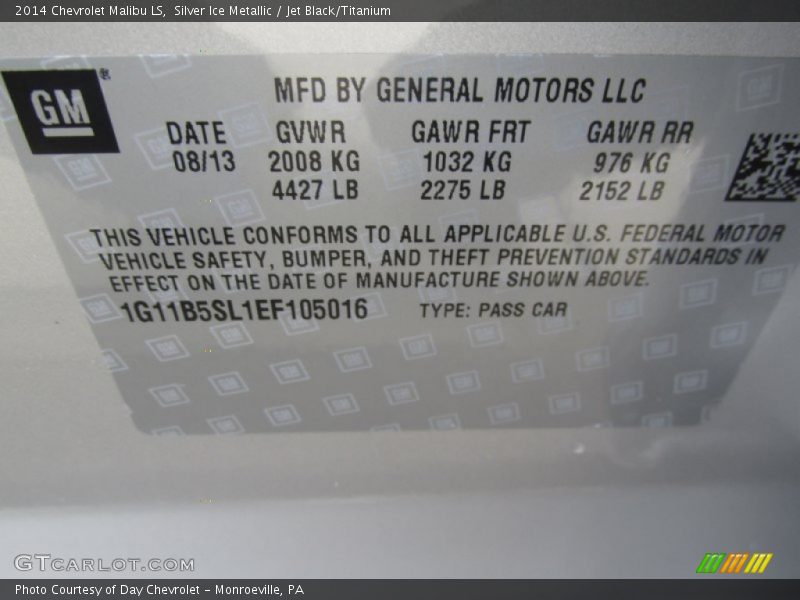 2014 Chevrolet Malibu LS, Silver Ice Metallic / Jet Black/Titanium
GM ®
MFD BY GENERAL MOTORS LLC
DATE GVWR GAWR FRT GAWR RR
08/13 2008 KG 1032 KG 976 KG
4427 LB 2275 LB 2152 LB
THIS VEHICLE CONFORMS TO ALL APPLICABLE U.S. FEDERAL MOTOR
VEHICLE SAFETY, BUMPER, AND THEFT PREVENTION STANDARDS IN
EFFECT ON THE DATE OF MANUFACTURE SHOWN ABOVE.
1G11B5SL1EF105016 TYPE: PASS CAR
GTCARLOT.COM
Photo Courtesy of Day Chevrolet - Monroeville, PA